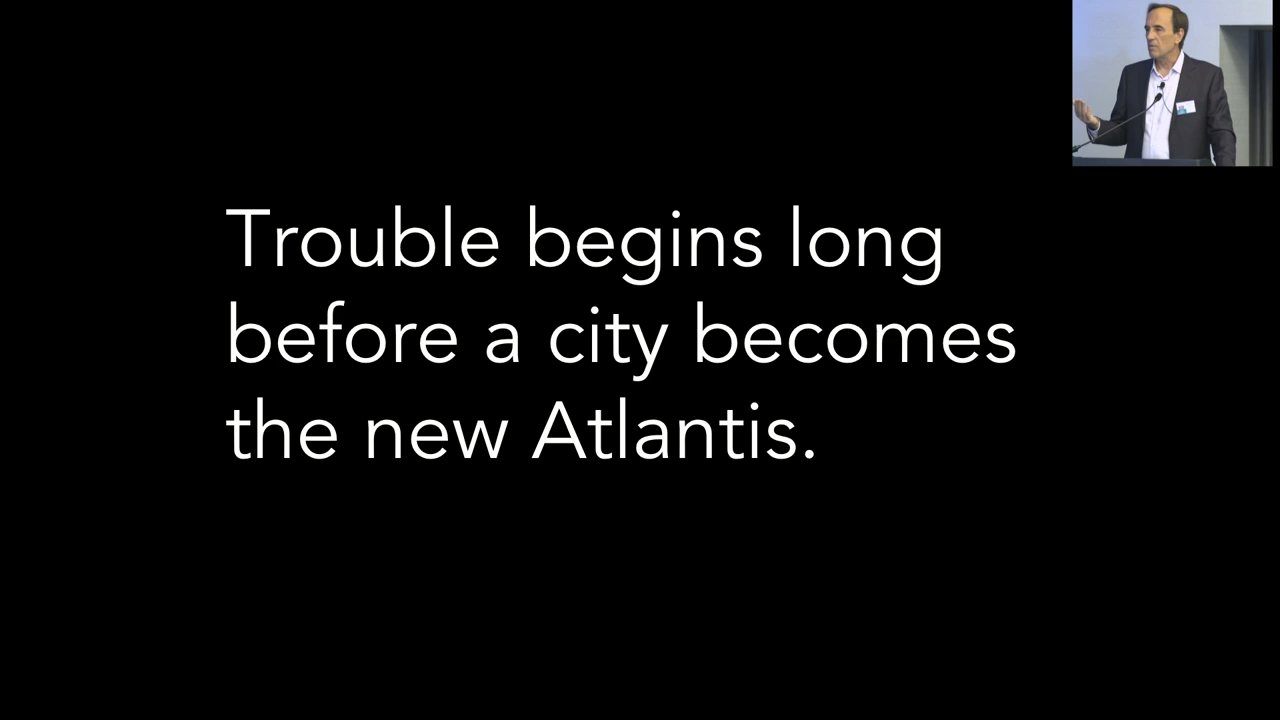 Trouble begins long
before a city becomes
the new Atlantis.